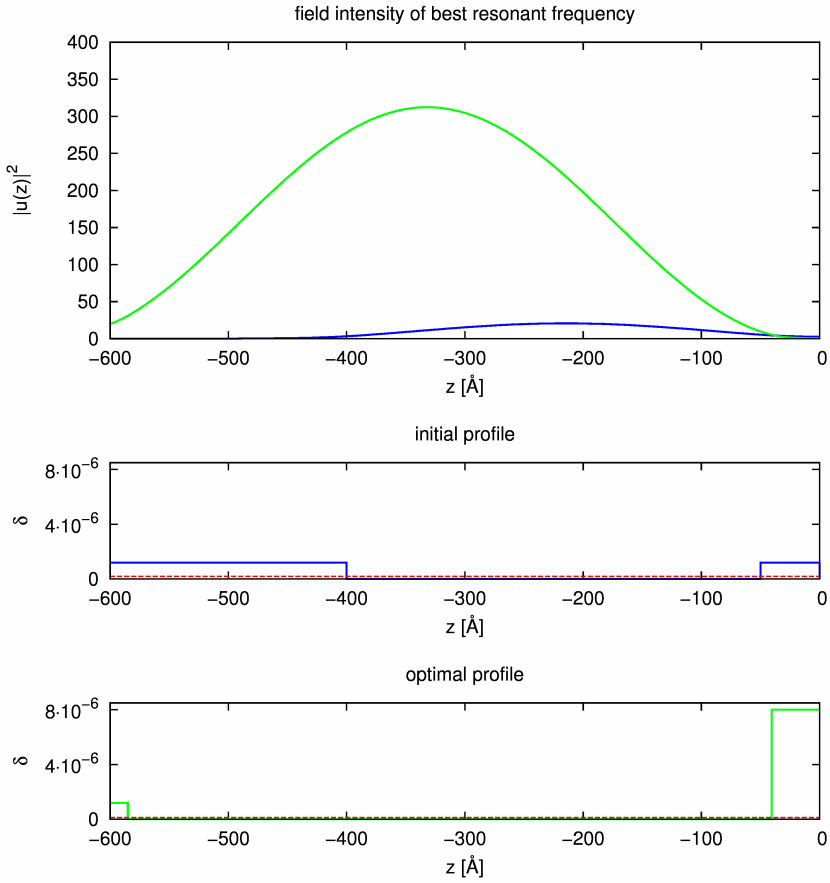 field intensity of best resonant frequency
400
350
300
250
200
150
100
50
0
|u(z)|²
−600 −500 −400 −300 −200 −100 0
z [Å]
initial profile
8·10⁻⁶
4·10⁻⁶
0
δ
−600 −500 −400 −300 −200 −100 0
z [Å]
optimal profile
8·10⁻⁶
4·10⁻⁶
0
δ
−600 −500 −400 −300 −200 −100 0
z [Å]